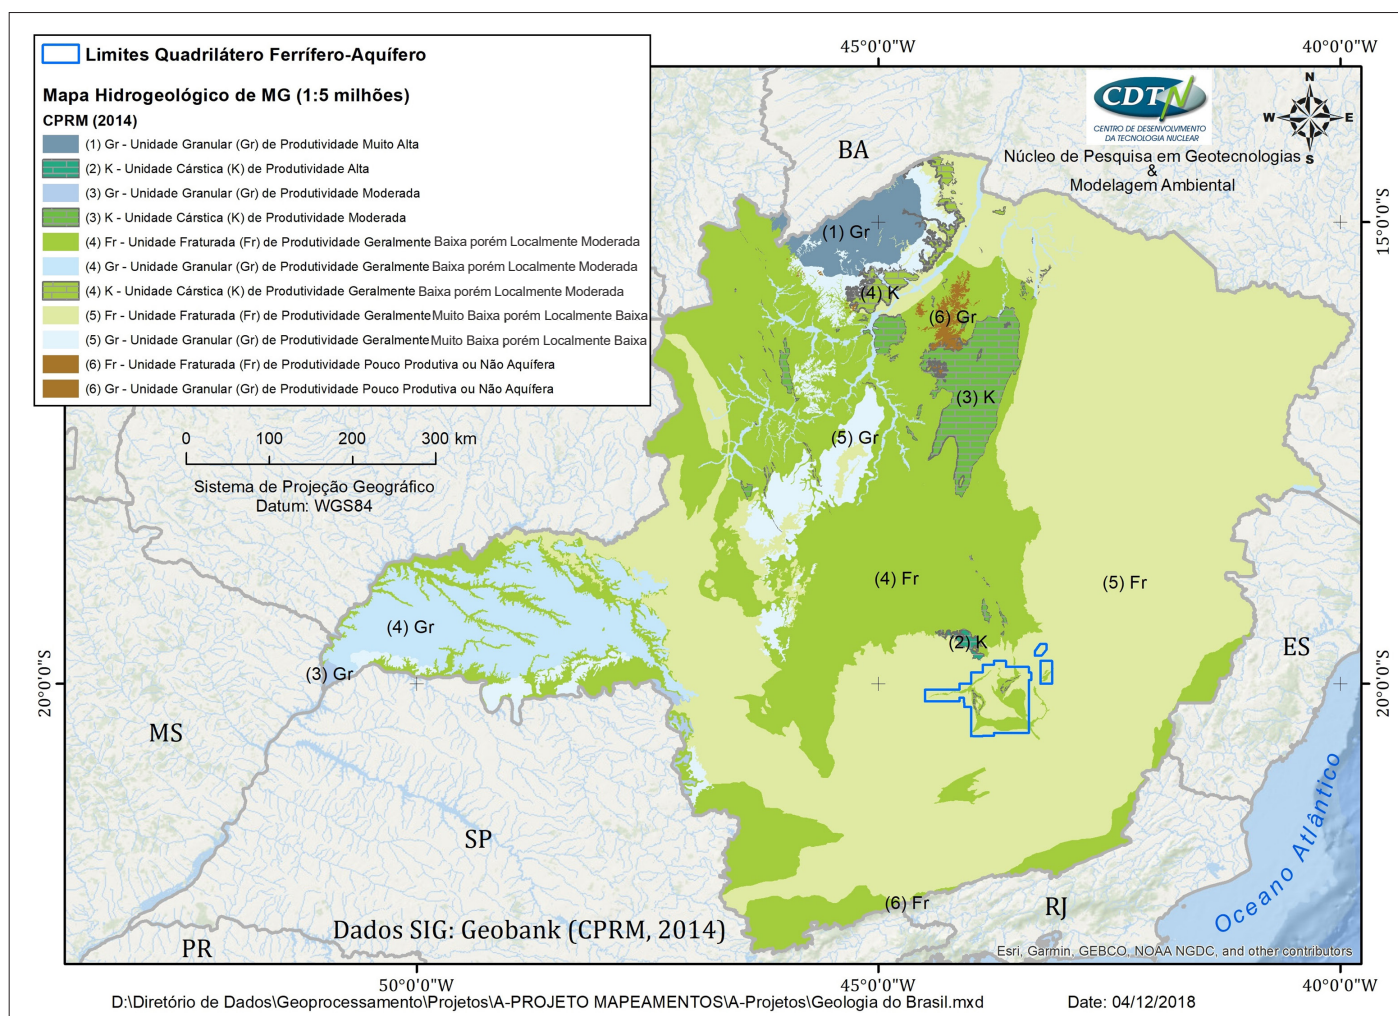 45°0'0"W
40°0'0"W
Limites Quadrilátero Ferrífero-Aquífero
Mapa Hidrogeológico de MG (1:5 milhões)
CPRM (2014)
(1) Gr - Unidade Granular (Gr) de Produtividade Muito Alta
(2) K - Unidade Cárstica (K) de Produtividade Alta
(3) Gr - Unidade Granular (Gr) de Produtividade Moderada
(3) K - Unidade Cárstica (K) de Produtividade Moderada
(4) Fr - Unidade Fraturada (Fr) de Produtividade Geralmente Baixa porém Localmente Moderada
(4) Gr - Unidade Granular (Gr) de Produtividade Geralmente Baixa porém Localmente Moderada
(4) K - Unidade Cárstica (K) de Produtividade Geralmente Baixa porém Localmente Moderada
(5) Fr - Unidade Fraturada (Fr) de Produtividade Geralmente Muito Baixa porém Localmente Baixa
(5) Gr - Unidade Granular (Gr) de Produtividade Geralmente Muito Baixa porém Localmente Baixa
(6) Fr - Unidade Fraturada (Fr) de Produtividade Pouco Produtiva ou Não Aquífera
(6) Gr - Unidade Granular (Gr) de Produtividade Pouco Produtiva ou Não Aquífera
CDTN
CENTRO DE DESENVOLVIMENTO
DA TECNOLOGIA NUCLEAR
N
W E
S
Núcleo de Pesquisa em Geotecnologias
&
Modelagem Ambiental
BA
15°0'0"S
(1) Gr
(4) K
(6) Gr
(3) K
(5) Gr
0 100 200 300 km
Sistema de Projeção Geográfico
Datum: WGS84
(4) Fr
(5) Fr
(4) Gr
(2) K
ES
(3) Gr
20°0'0"S
20°0'0"S
MS
SP
Oceano Atlântico
(6) Fr
RJ
Dados SIG: Geobank (CPRM, 2014)
PR
Esri, Garmin, GEBCO, NOAA NGDC, and other contributors
50°0'0"W
45°0'0"W
40°0'0"W
D:\Diretório de Dados\Geoprocessamento\Projetos\A-PROJETO MAPEAMENTOS\A-Projetos\Geologia do Brasil.mxd
Date: 04/12/2018